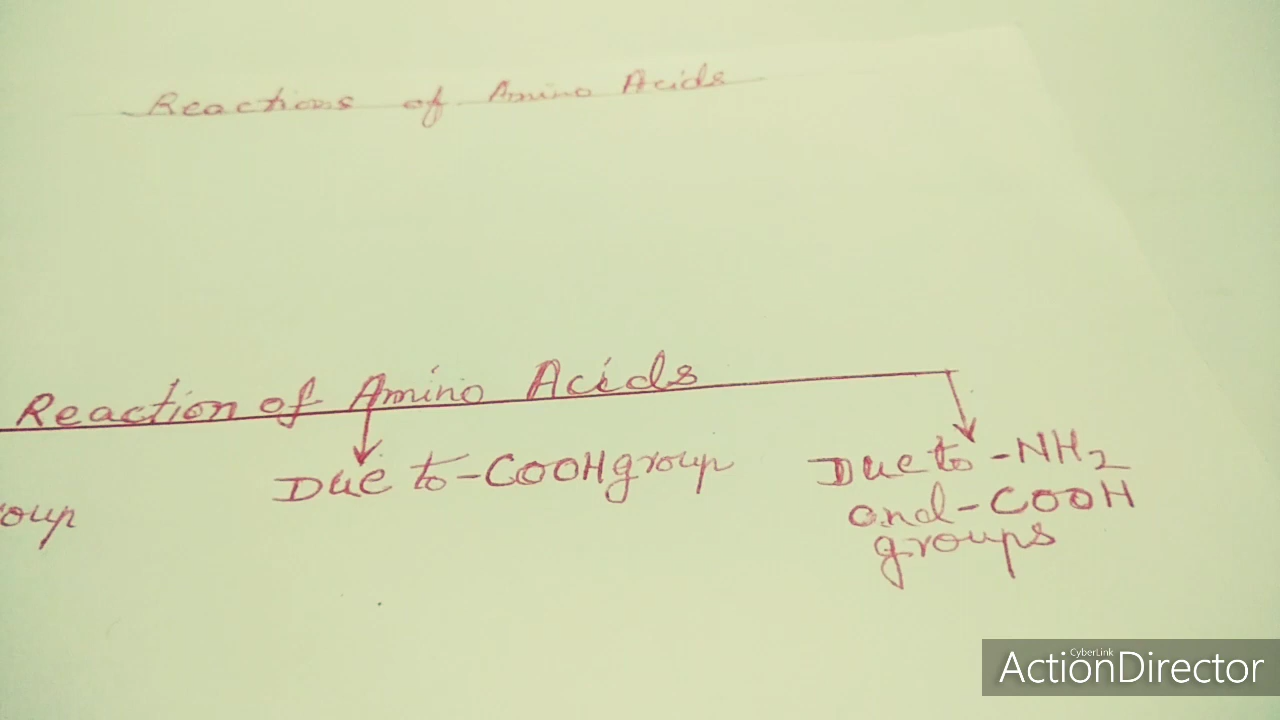 Reactions of Amino Acids
Reaction of Amino Acids
Due to -COOH group
Due to -NH2
and -COOH
groups
oup
CyberLink
ActionDirector